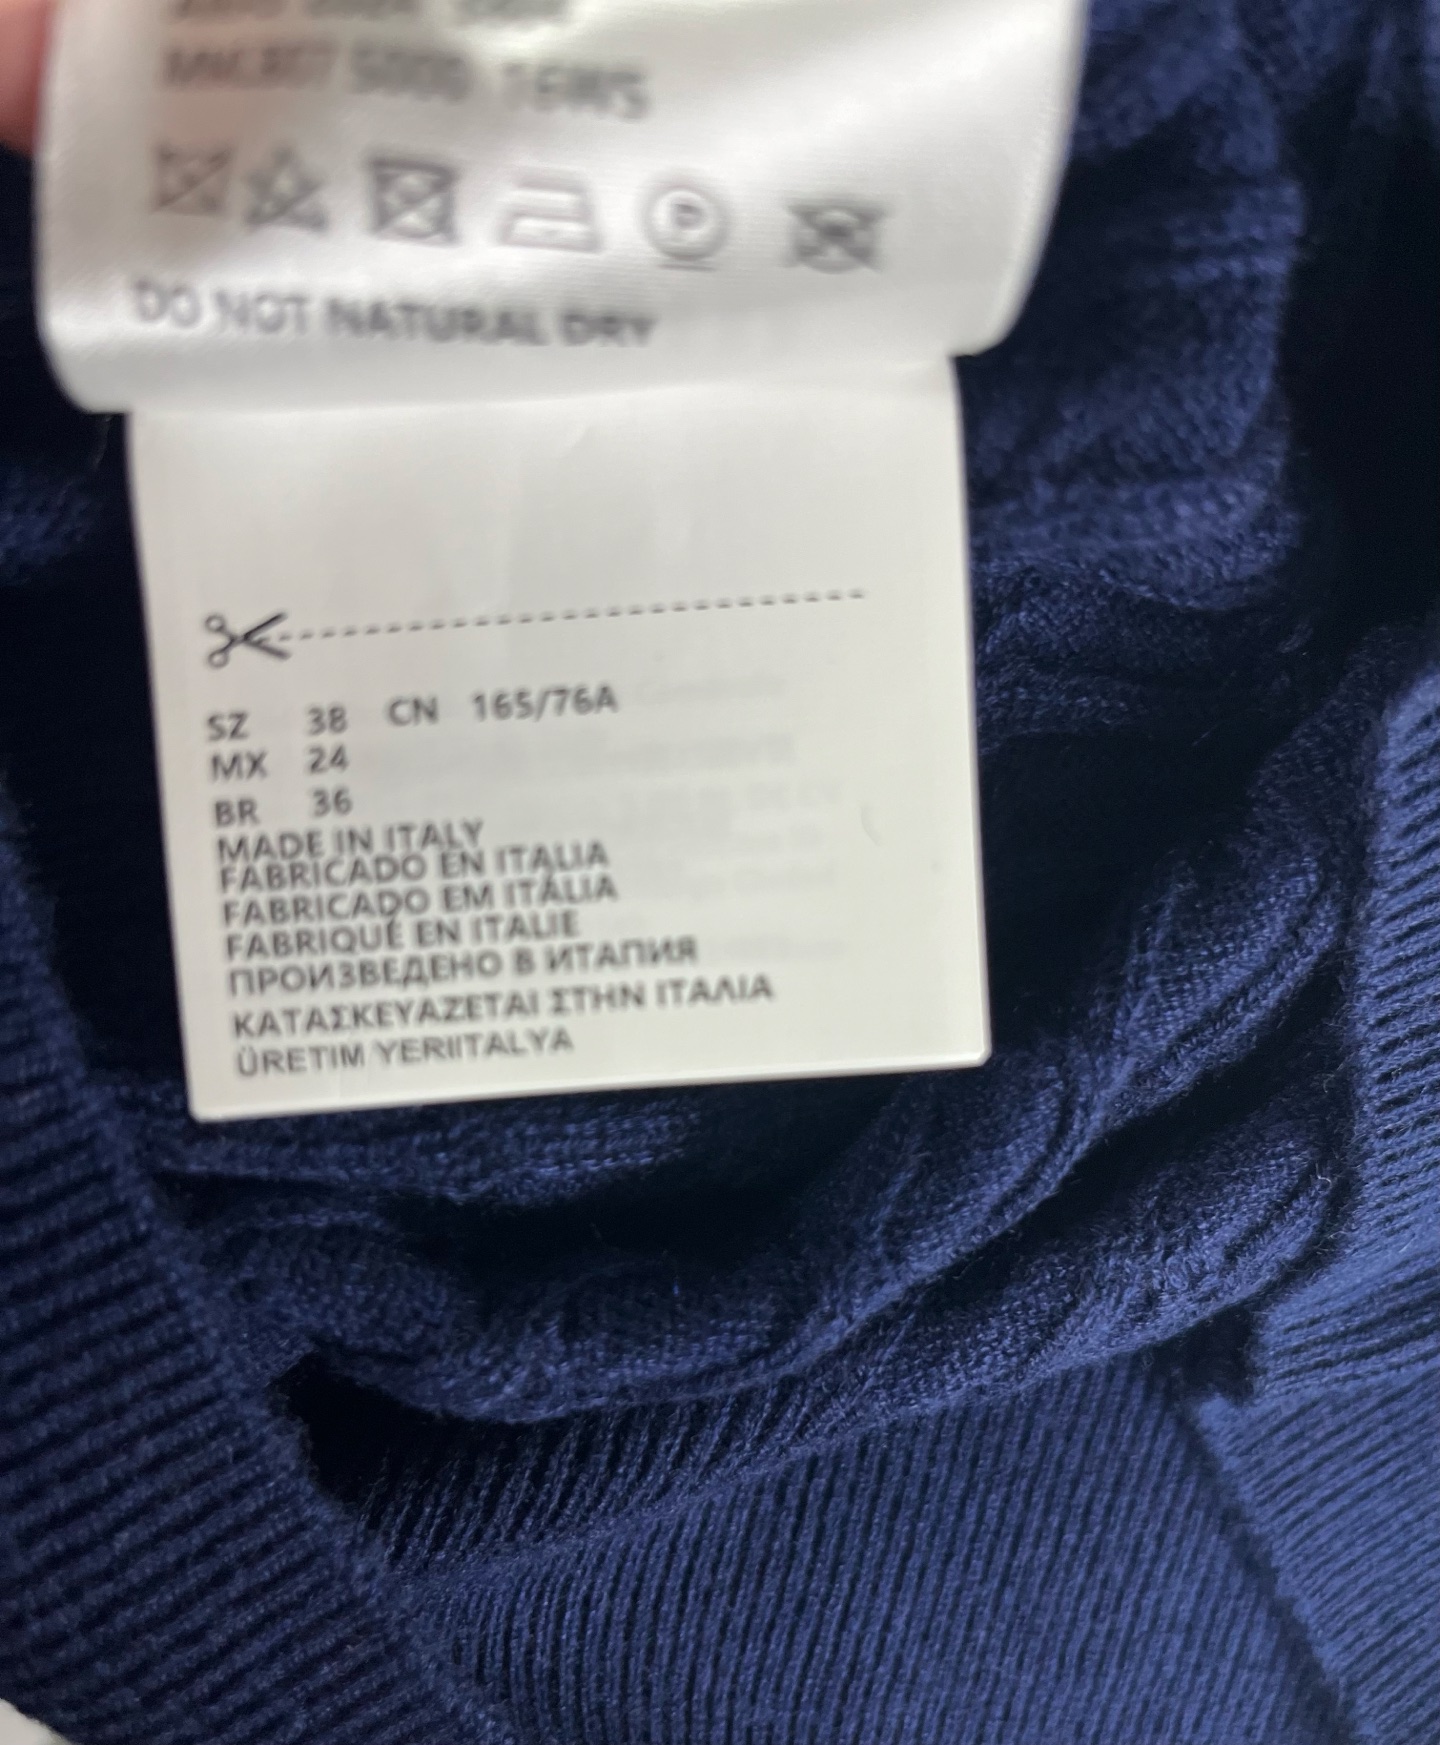 DO NOT NATURAL DRY
SZ 38 CN 165/76A
MX 24
BR 36
MADE IN ITALY
FABRICADO EN ITALIA
FABRICADO EM ITÁLIA
FABRIQUÉ EN ITALIE
ПРОИЗВЕДЕНО В ИТАПИЯ
ΚΑΤΑΣΚΕΥΑΖΕΤΑΙ ΣΤΗΝ ΙΤΑΛΙΑ
ÜRETIM YERIITALYA